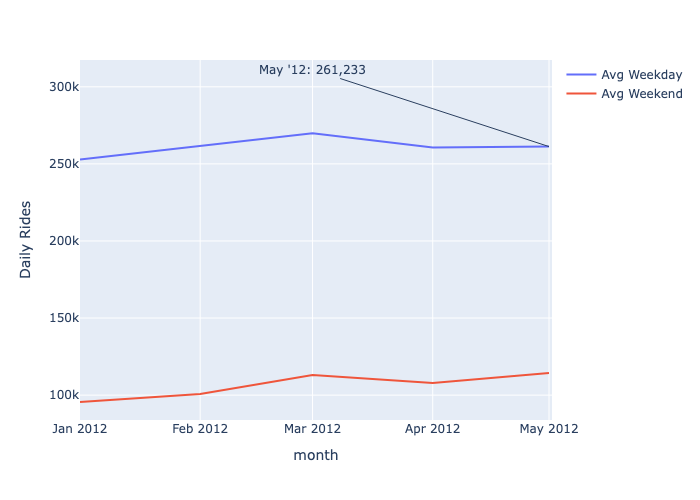 May '12: 261,233
Avg Weekday
Avg Weekend
300k
250k
200k
150k
100k
Daily Rides
Jan 2012
Feb 2012
Mar 2012
Apr 2012
May 2012
month